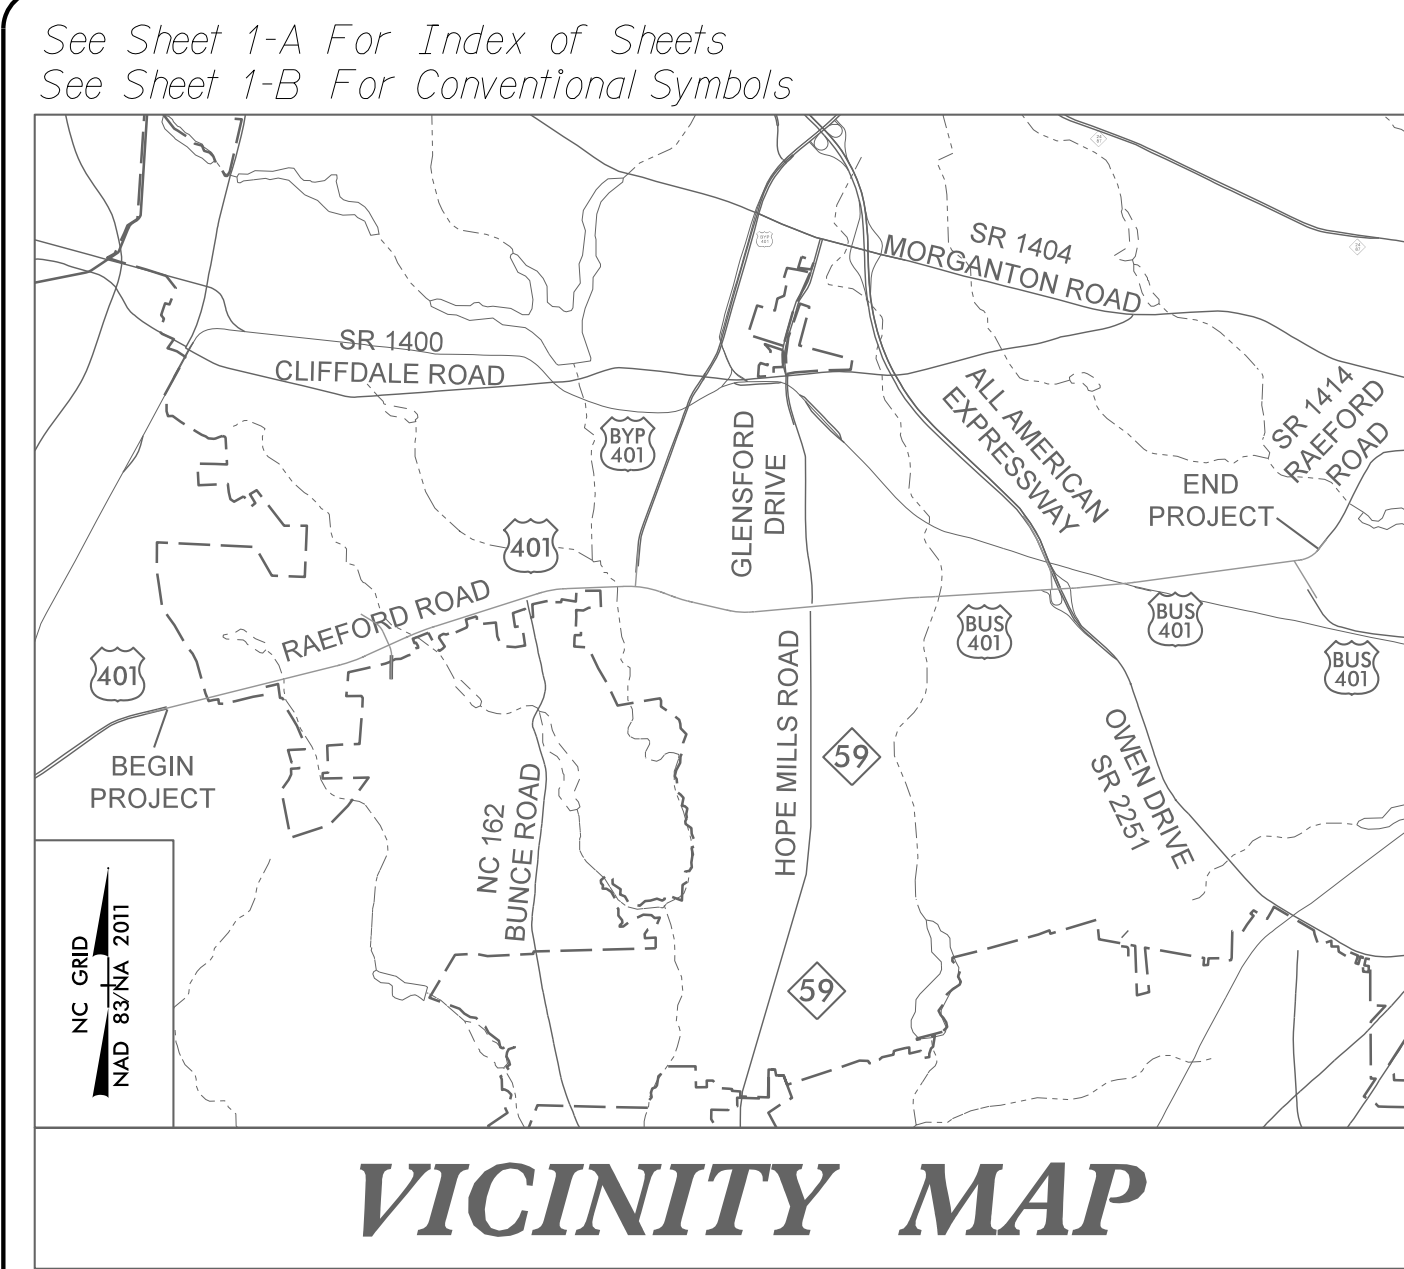 See Sheet 1-A For Index of Sheets
See Sheet 1-B For Conventional Symbols
SR 1404
MORGANTON ROAD
SR 1400
CLIFFDALE ROAD
BYP
401
GLENSFORD
DRIVE
ALL AMERICAN
EXPRESSWAY
SR 1414
RAEFORD
ROAD
END
PROJECT
401
RAEFORD ROAD
BUS
401
BUS
401
BUS
401
401
BEGIN
PROJECT
HOPE MILLS ROAD
59
OWEN DRIVE
SR 2251
NC 162
BUNCE ROAD
59
NC GRID
NAD 83/NA 2011
VICINITY MAP